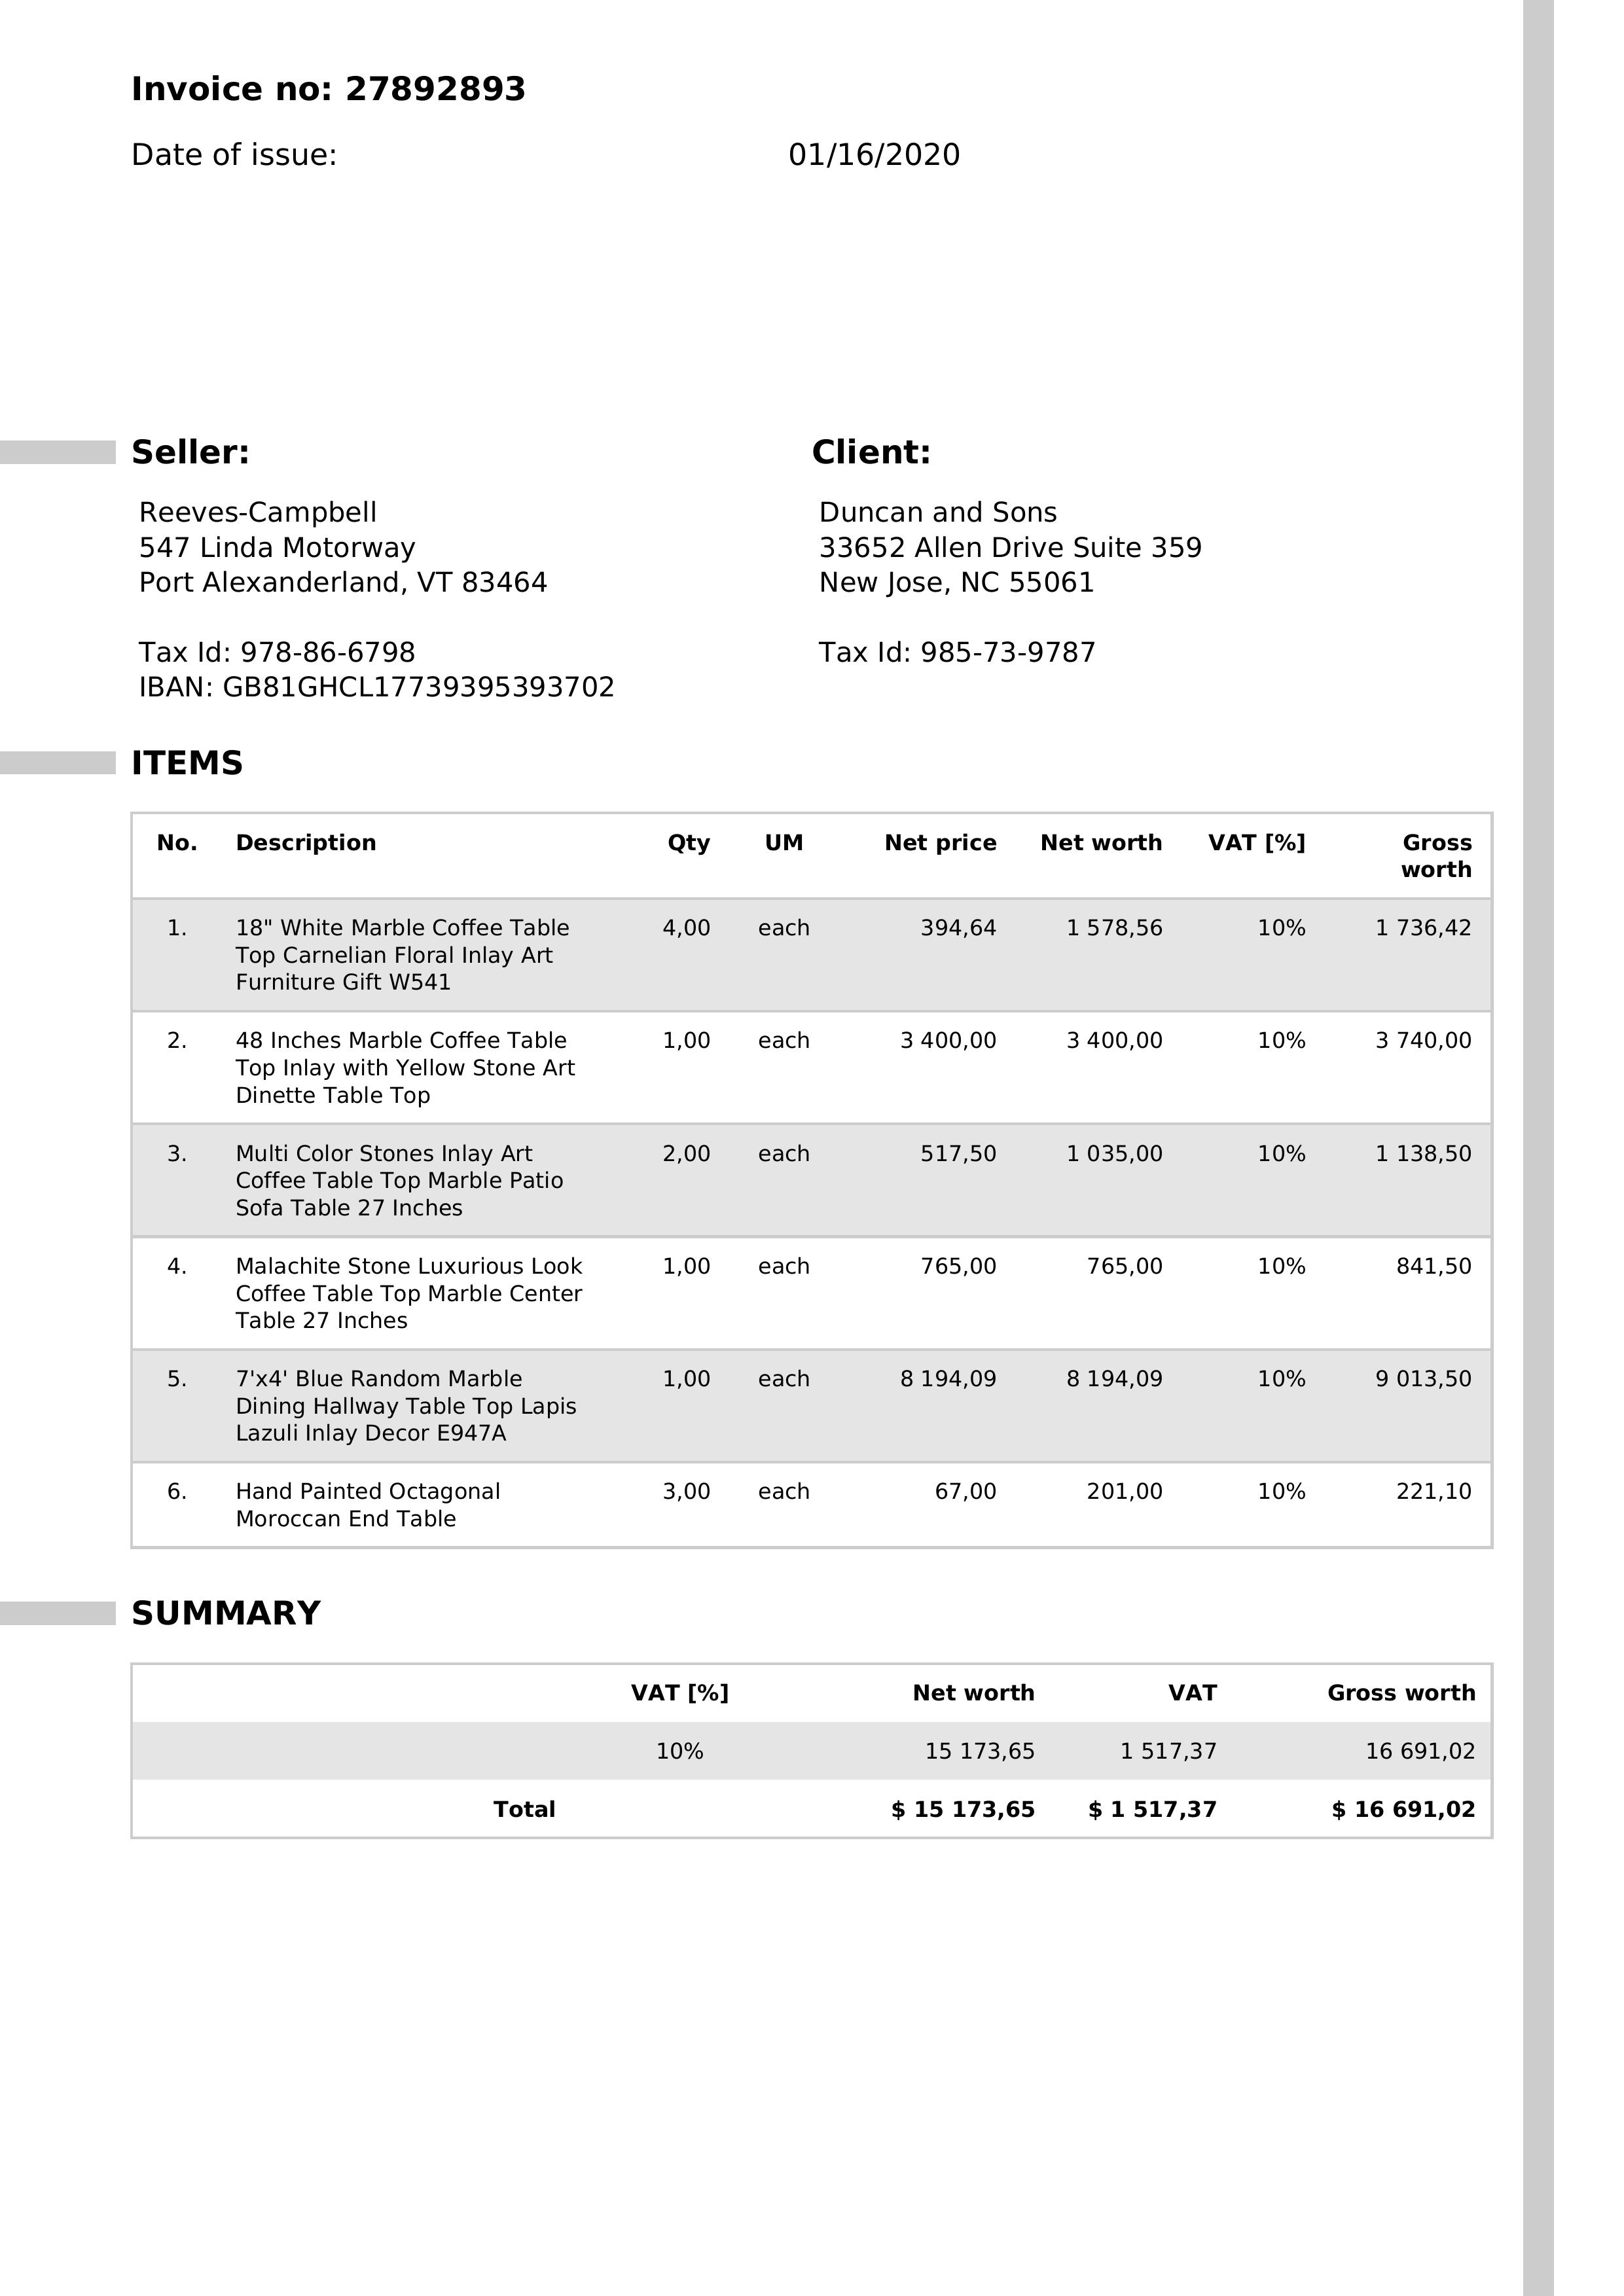 Invoice no: 27892893
Date of issue: 01/16/2020
Seller:
Reeves-Campbell
547 Linda Motorway
Port Alexanderland, VT 83464
Tax Id: 978-86-6798
IBAN: GB81GHCL17739395393702
Client:
Duncan and Sons
33652 Allen Drive Suite 359
New Jose, NC 55061
Tax Id: 985-73-9787
ITEMS
No. Description Qty UM Net price Net worth VAT [%] Gross
worth
1. 18" White Marble Coffee Table 4,00 each 394,64 1 578,56 10% 1 736,42
Top Carnelian Floral Inlay Art
Furniture Gift W541
2. 48 Inches Marble Coffee Table 1,00 each 3 400,00 3 400,00 10% 3 740,00
Top Inlay with Yellow Stone Art
Dinette Table Top
3. Multi Color Stones Inlay Art 2,00 each 517,50 1 035,00 10% 1 138,50
Coffee Table Top Marble Patio
Sofa Table 27 Inches
4. Malachite Stone Luxurious Look 1,00 each 765,00 765,00 10% 841,50
Coffee Table Top Marble Center
Table 27 Inches
5. 7'x4' Blue Random Marble 1,00 each 8 194,09 8 194,09 10% 9 013,50
Dining Hallway Table Top Lapis
Lazuli Inlay Decor E947A
6. Hand Painted Octagonal 3,00 each 67,00 201,00 10% 221,10
Moroccan End Table
SUMMARY
VAT [%] Net worth VAT Gross worth
10% 15 173,65 1 517,37 16 691,02
Total $ 15 173,65 $ 1 517,37 $ 16 691,02